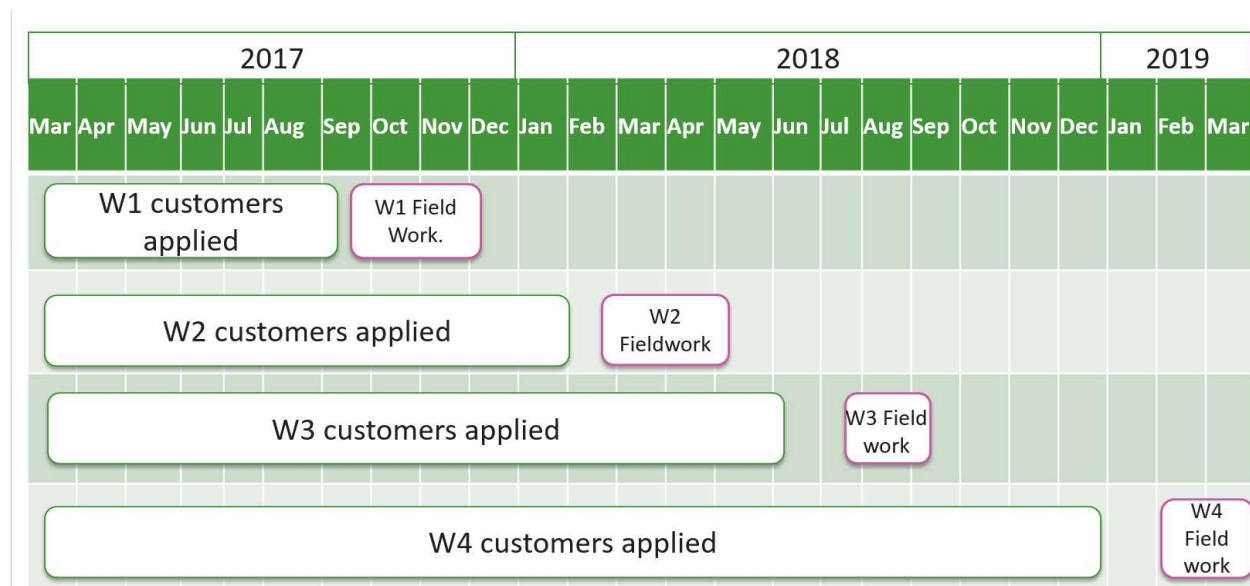 2017 2018 2019
Mar Apr May Jun Jul Aug Sep Oct Nov Dec Jan Feb Mar Apr May Jun Jul Aug Sep Oct Nov Dec Jan Feb Mar
W1 customers
applied
W1 Field
Work.
W2 customers applied
W2
Fieldwork
W3 customers applied
W3 Field
work
W4 customers applied
W4
Field
work